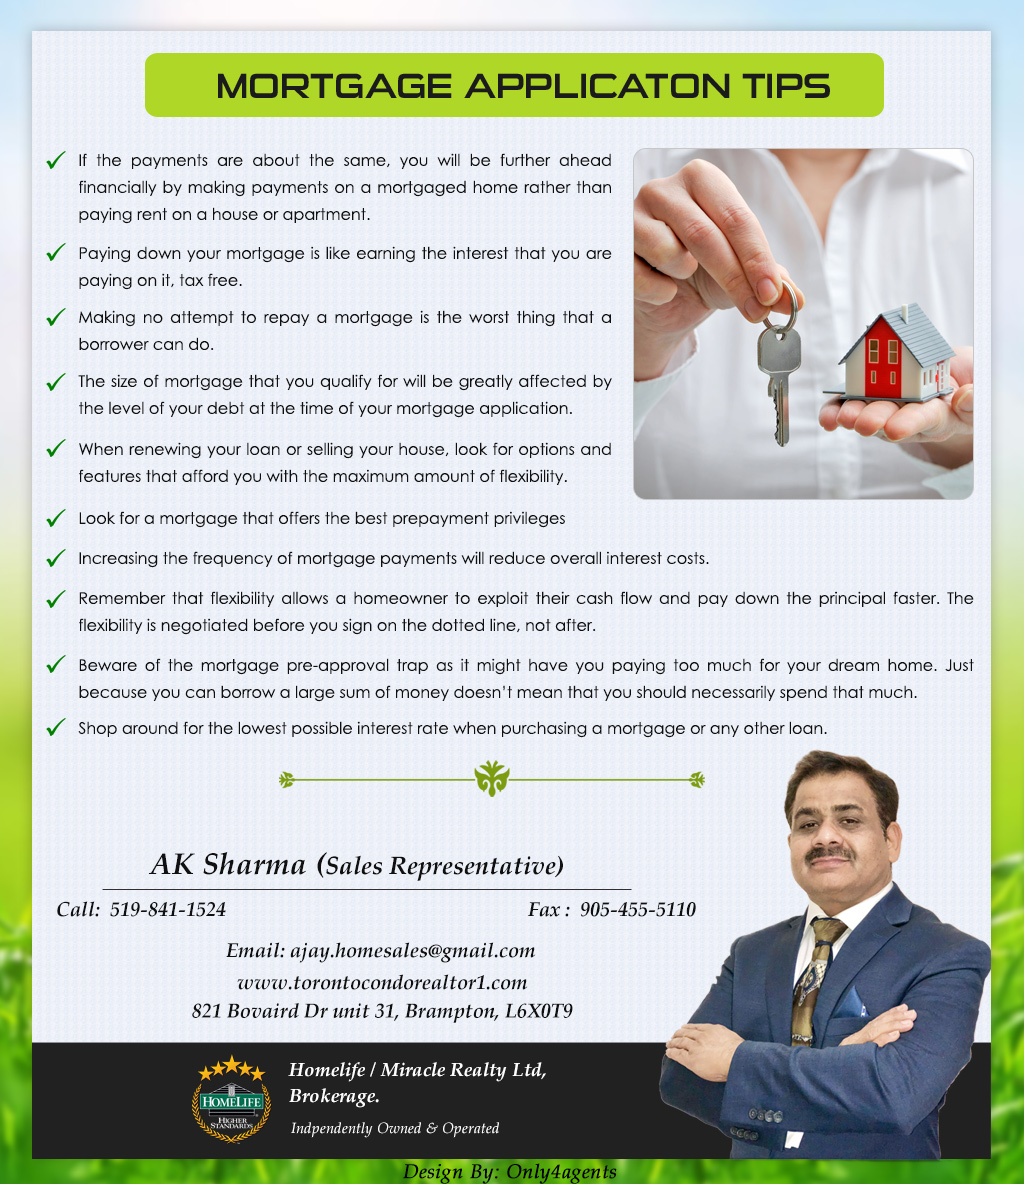 MORTGAGE APPLICATON TIPS
If the payments are about the same, you will be further ahead
financially by making payments on a mortgaged home rather than
paying rent on a house or apartment.
Paying down your mortgage is like earning the interest that you are
paying on it, tax free.
Making no attempt to repay a mortgage is the worst thing that a
borrower can do.
The size of mortgage that you qualify for will be greatly affected by
the level of your debt at the time of your mortgage application.
When renewing your loan or selling your house, look for options and
features that afford you with the maximum amount of flexibility.
Look for a mortgage that offers the best prepayment privileges
Increasing the frequency of mortgage payments will reduce overall interest costs.
Remember that flexibility allows a homeowner to exploit their cash flow and pay down the principal faster. The
flexibility is negotiated before you sign on the dotted line, not after.
Beware of the mortgage pre-approval trap as it might have you paying too much for your dream home. Just
because you can borrow a large sum of money doesn't mean that you should necessarily spend that much.
Shop around for the lowest possible interest rate when purchasing a mortgage or any other loan.
AK Sharma (Sales Representative)
Call: 519-841-1524 Fax : 905-455-5110
Email: ajay.homesales@gmail.com
www.torontocondorealtor1.com
821 Bovaird Dr unit 31, Brampton, L6X0T9
Homelife / Miracle Realty Ltd,
Brokerage.
Indpendently Owned & Operated
HOMELIFE
HIGHER
STANDARDS
Design By: Only4agents